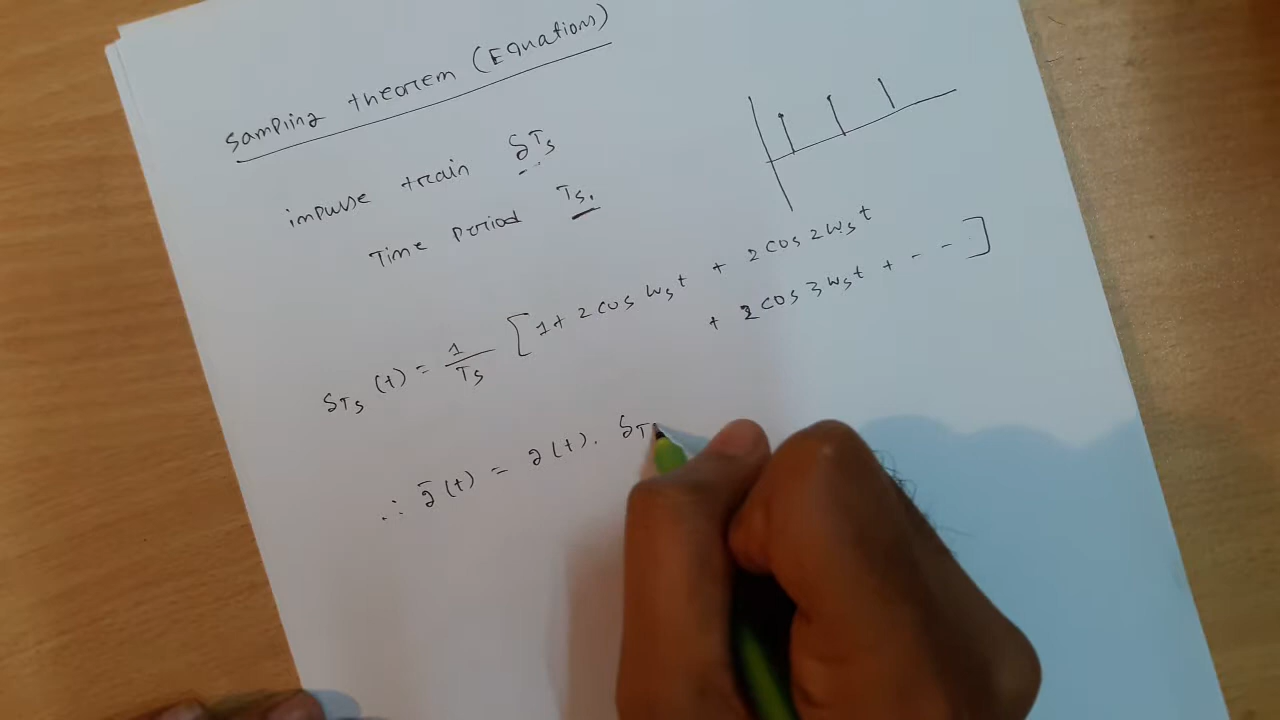 Sampling theorem (Equations)
impulse train δTs
Time period Ts.
δTs (t) = 1/Ts [1 + 2 cos ωst + 2 cos 2ωst
+ 2 cos 3ωst + - - ]
∴ g̅(t) = g(t). δT